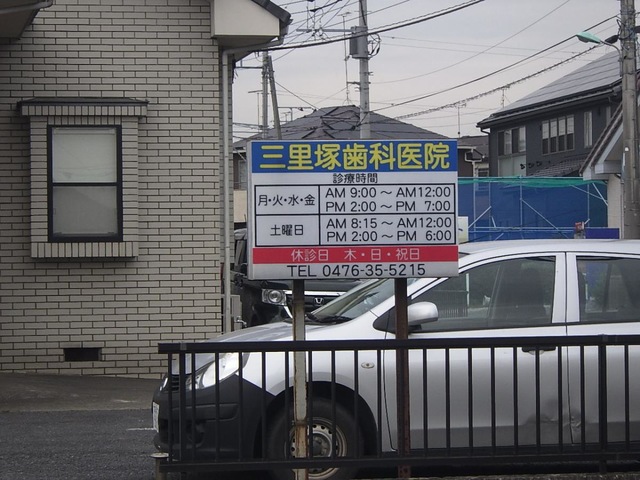 三里塚歯科医院
診療時間
月・火・水・金 AM 9:00 ～ AM12:00
PM 2:00 ～ PM 7:00
土曜日 AM 8:15 ～ AM12:00
PM 2:00 ～ PM 6:00
休診日 木・日・祝日
TEL 0476-35-5215